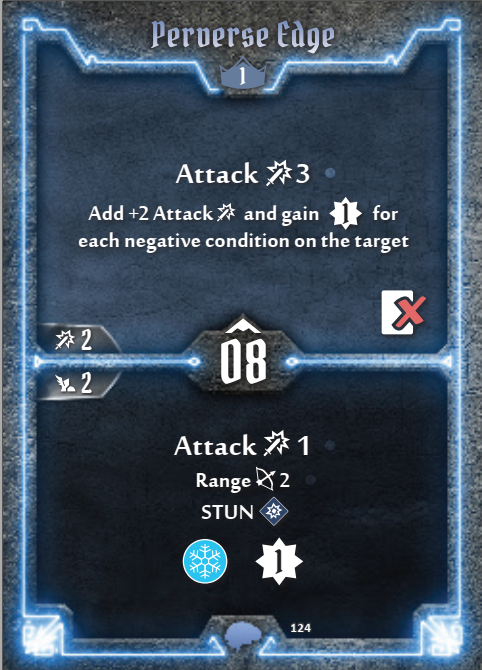 Perverse Edge
1
Attack 3
Add +2 Attack and gain 1 for
each negative condition on the target
2
08
2
Attack 1
Range 2
STUN
1
124